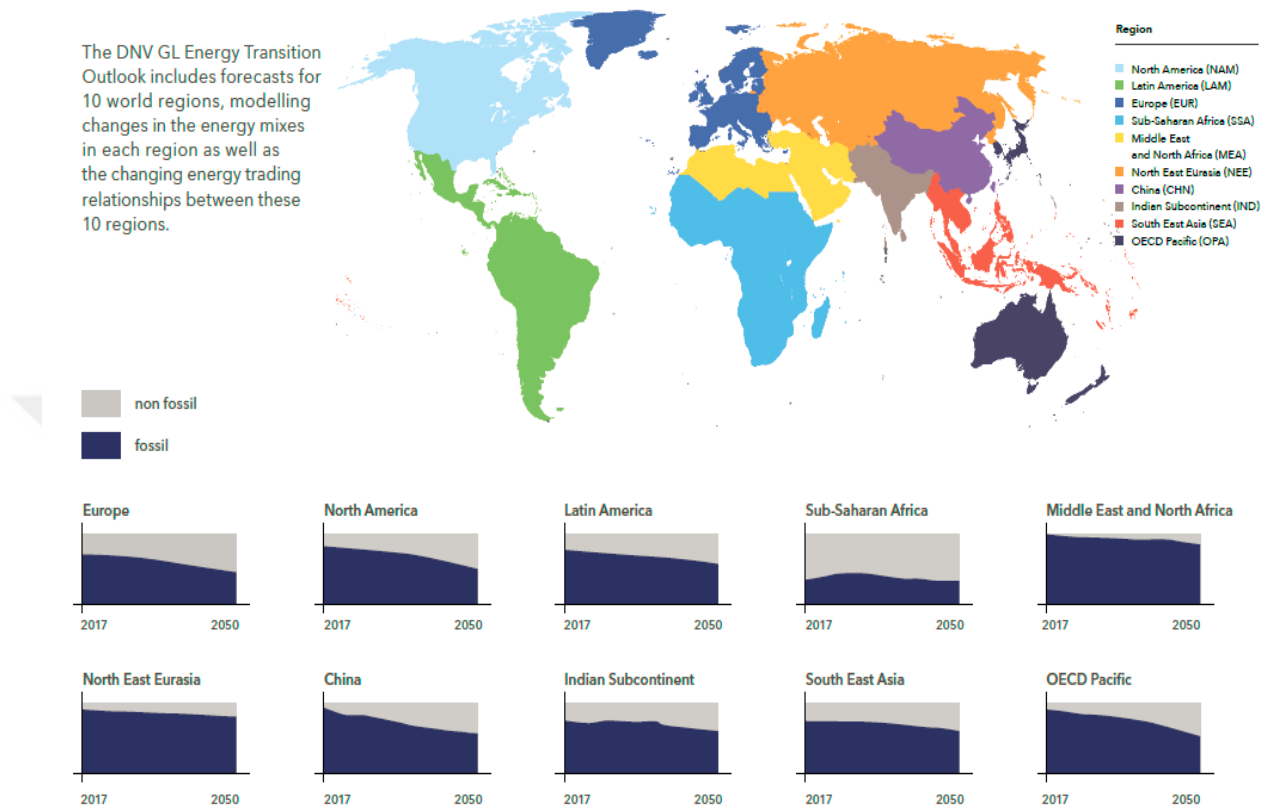 The DNV GL Energy Transition
Outlook includes forecasts for
10 world regions, modelling
changes in the energy mixes
in each region as well as
the changing energy trading
relationships between these
10 regions.
Region
North America (NAM)
Latin America (LAM)
Europe (EUR)
Sub-Saharan Africa (SSA)
Middle East
and North Africa (MEA)
North East Eurasia (NEE)
China (CHN)
Indian Subcontinent (IND)
South East Asia (SEA)
OECD Pacific (OPA)
non fossil
fossil
Europe
2017 2050
North America
2017 2050
Latin America
2017 2050
Sub-Saharan Africa
2017 2050
Middle East and North Africa
2017 2050
North East Eurasia
2017 2050
China
2017 2050
Indian Subcontinent
2017 2050
South East Asia
2017 2050
OECD Pacific
2017 2050